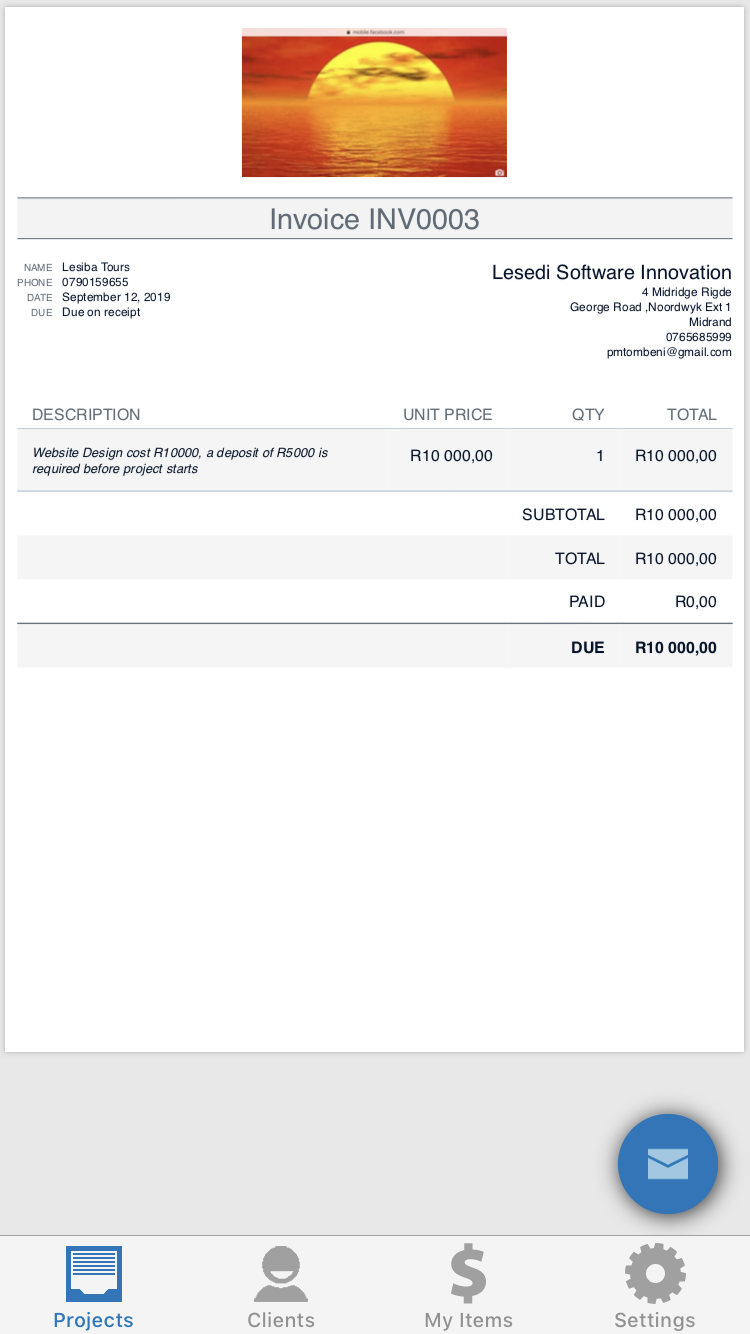 mobile.facebook.com
Invoice INV0003
NAME Lesiba Tours
PHONE 0790159655
DATE September 12, 2019
DUE Due on receipt
Lesedi Software Innovation
4 Midridge Rigde
George Road ,Noordwyk Ext 1
Midrand
0765685999
pmtombeni@gmail.com
DESCRIPTION UNIT PRICE QTY TOTAL
Website Design cost R10000, a deposit of R5000 is
required before project starts
R10 000,00 1 R10 000,00
SUBTOTAL R10 000,00
TOTAL R10 000,00
PAID R0,00
DUE R10 000,00
Projects Clients My Items Settings